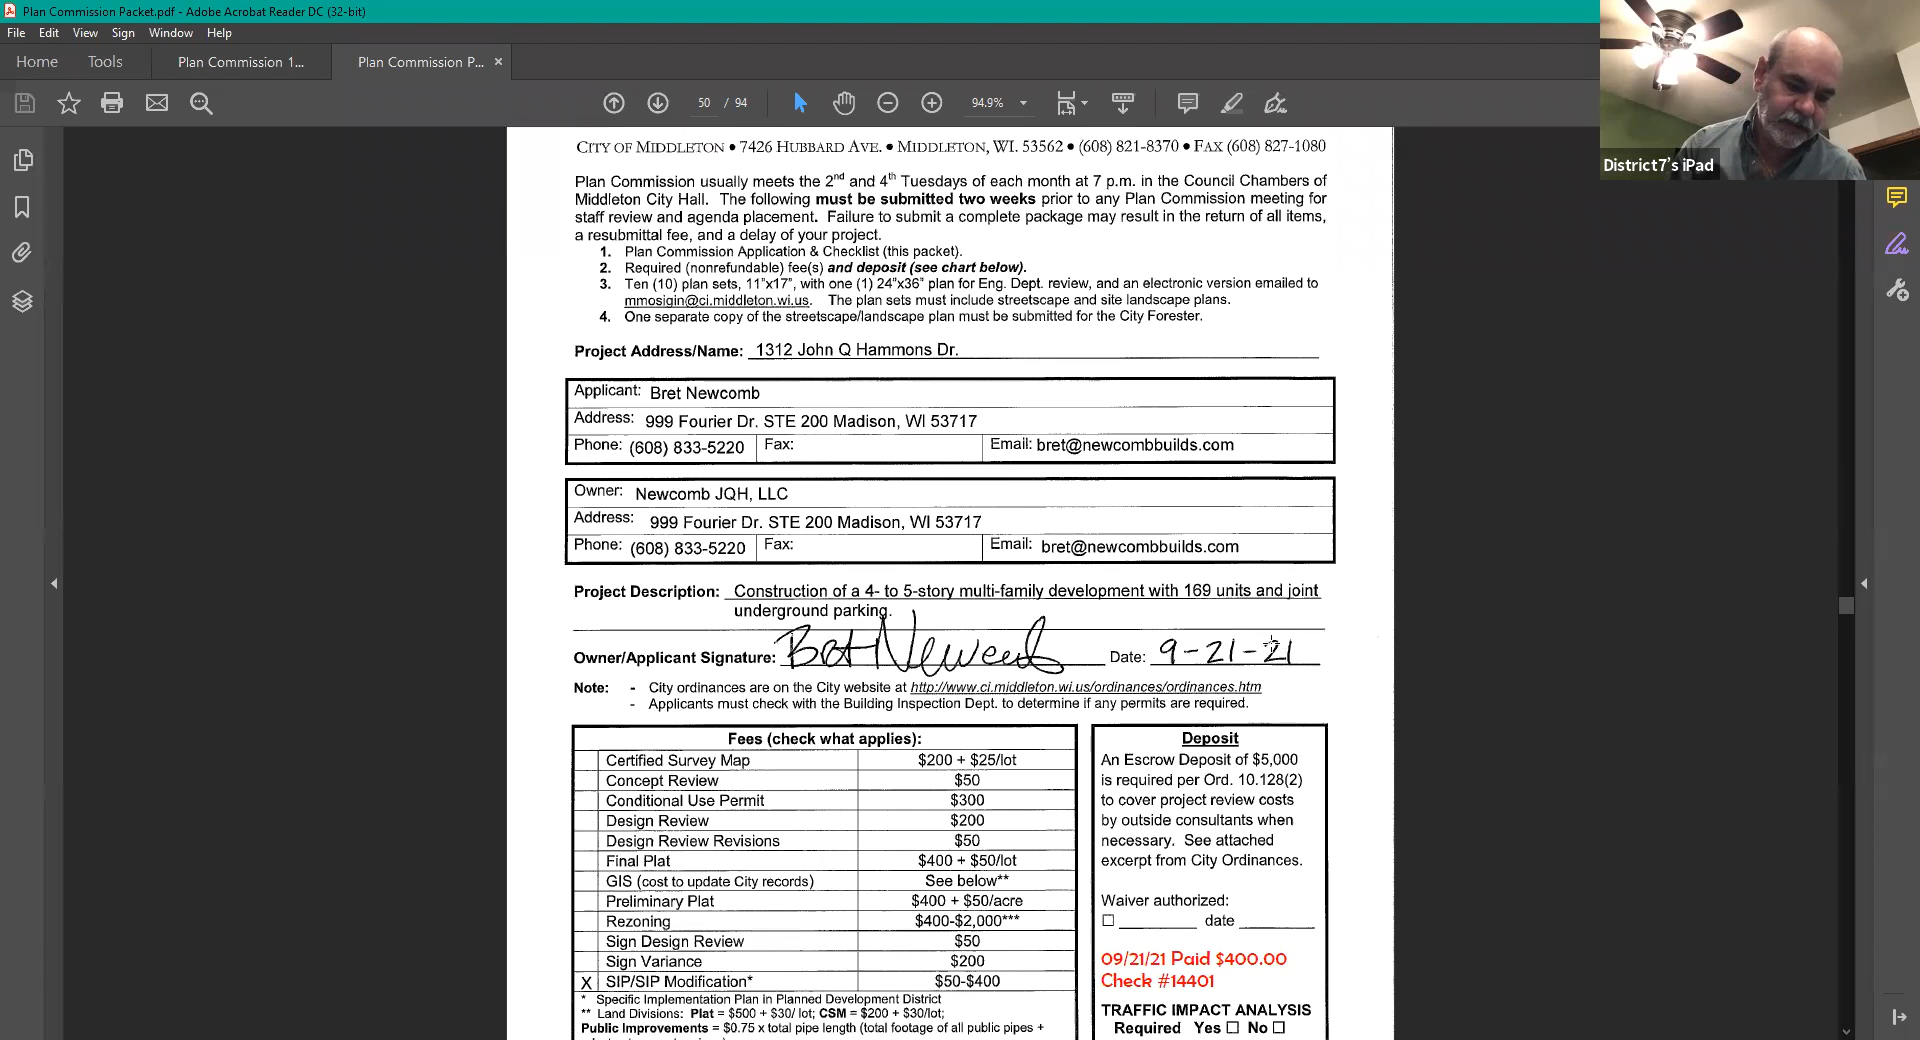 Plan Commission Packet.pdf - Adobe Acrobat Reader DC (32-bit)
File Edit View Sign Window Help
Home Tools Plan Commission 1... Plan Commission P... ×
50 / 94 94.9%
District7's iPad
CITY OF MIDDLETON • 7426 HUBBARD AVE. • MIDDLETON, WI. 53562 • (608) 821-8370 • FAX (608) 827-1080
Plan Commission usually meets the 2nd and 4th Tuesdays of each month at 7 p.m. in the Council Chambers of
Middleton City Hall. The following must be submitted two weeks prior to any Plan Commission meeting for
staff review and agenda placement. Failure to submit a complete package may result in the return of all items,
a resubmittal fee, and a delay of your project.
1. Plan Commission Application & Checklist (this packet).
2. Required (nonrefundable) fee(s) and deposit (see chart below).
3. Ten (10) plan sets, 11"x17", with one (1) 24"x36" plan for Eng. Dept. review, and an electronic version emailed to
mmosigin@ci.middleton.wi.us. The plan sets must include streetscape and site landscape plans.
4. One separate copy of the streetscape/landscape plan must be submitted for the City Forester.
Project Address/Name: 1312 John Q Hammons Dr.
Applicant: Bret Newcomb
Address: 999 Fourier Dr. STE 200 Madison, WI 53717
Phone: (608) 833-5220 Fax: Email: bret@newcombbuilds.com
Owner: Newcomb JQH, LLC
Address: 999 Fourier Dr. STE 200 Madison, WI 53717
Phone: (608) 833-5220 Fax: Email: bret@newcombbuilds.com
Project Description: Construction of a 4- to 5-story multi-family development with 169 units and joint
underground parking.
Owner/Applicant Signature: Bret Newcomb Date: 9-21-21
Note: - City ordinances are on the City website at http://www.ci.middleton.wi.us/ordinances/ordinances.htm
- Applicants must check with the Building Inspection Dept. to determine if any permits are required.
Fees (check what applies):
Certified Survey Map $200 + $25/lot
Concept Review $50
Conditional Use Permit $300
Design Review $200
Design Review Revisions $50
Final Plat $400 + $50/lot
GIS (cost to update City records) See below**
Preliminary Plat $400 + $50/acre
Rezoning $400-$2,000***
Sign Design Review $50
Sign Variance $200
X SIP/SIP Modification* $50-$400
* Specific Implementation Plan in Planned Development District
** Land Divisions: Plat = $500 + $30/ lot; CSM = $200 + $30/lot;
Public Improvements = $0.75 x total pipe length (total footage of all public pipes +
Deposit
An Escrow Deposit of $5,000
is required per Ord. 10.128(2)
to cover project review costs
by outside consultants when
necessary. See attached
excerpt from City Ordinances.
Waiver authorized:
☐ ________ date ________
09/21/21 Paid $400.00
Check #14401
TRAFFIC IMPACT ANALYSIS
Required Yes ☐ No ☐